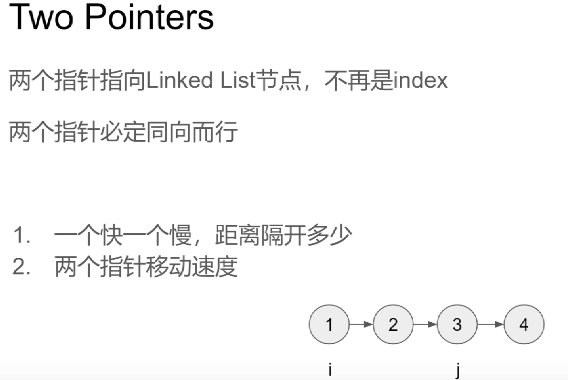 Two Pointers
两个指针指向Linked List节点，不再是index
两个指针必定同向而行
1. 一个快一个慢，距离隔开多少
2. 两个指针移动速度
1 2 3 4
i j